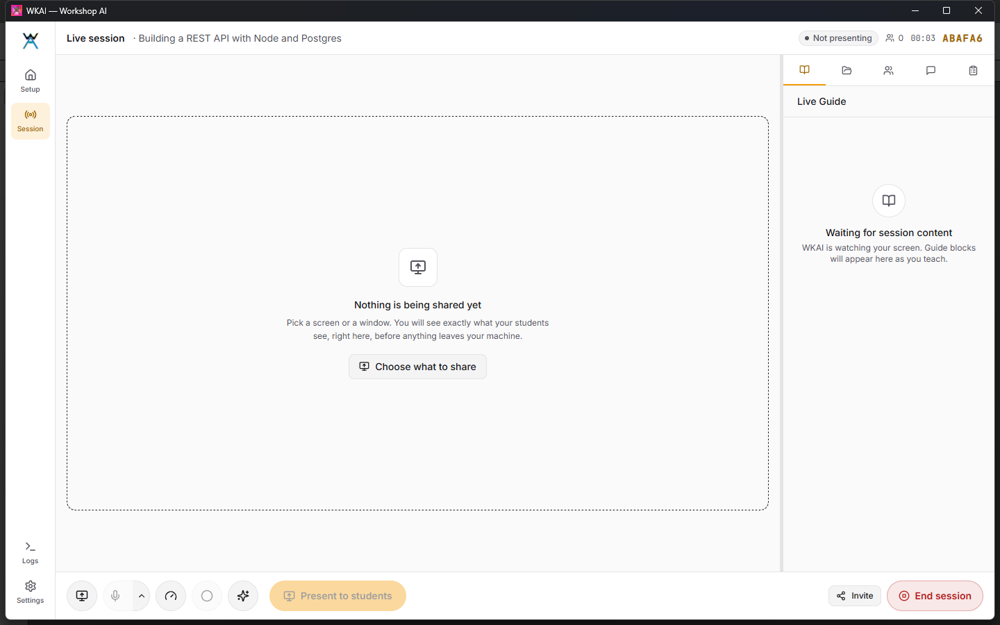 WKAI — Workshop AI
Live session · Building a REST API with Node and Postgres
Not presenting 0 00:03 ABAFA6
Setup
Session
Live Guide
Nothing is being shared yet
Pick a screen or a window. You will see exactly what your students
see, right here, before anything leaves your machine.
Choose what to share
Waiting for session content
WKAI is watching your screen. Guide blocks
will appear here as you teach.
Logs
Settings
Present to students
Invite
End session